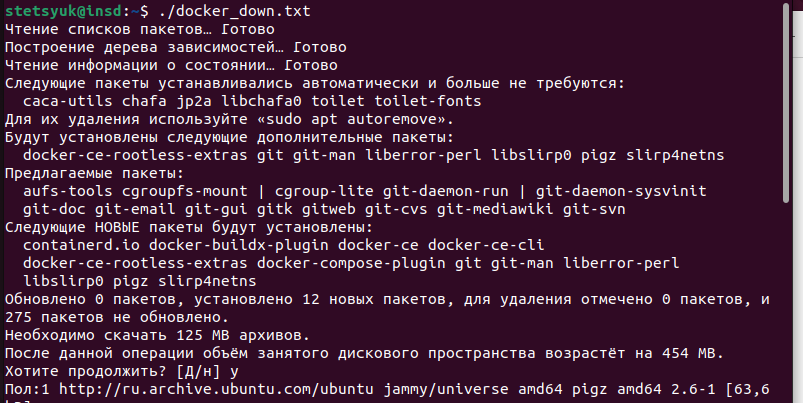 stetsyuk@insd:~$ ./docker_down.txt
Чтение списков пакетов… Готово
Построение дерева зависимостей… Готово
Чтение информации о состоянии… Готово
Следующие пакеты устанавливались автоматически и больше не требуются:
caca-utils chafa jp2a libchafa0 toilet toilet-fonts
Для их удаления используйте «sudo apt autoremove».
Будут установлены следующие дополнительные пакеты:
docker-ce-rootless-extras git git-man liberror-perl libslirp0 pigz slirp4netns
Предлагаемые пакеты:
aufs-tools cgroupfs-mount | cgroup-lite git-daemon-run | git-daemon-sysvinit
git-doc git-email git-gui gitk gitweb git-cvs git-mediawiki git-svn
Следующие НОВЫЕ пакеты будут установлены:
containerd.io docker-buildx-plugin docker-ce docker-ce-cli
docker-ce-rootless-extras docker-compose-plugin git git-man liberror-perl
libslirp0 pigz slirp4netns
Обновлено 0 пакетов, установлено 12 новых пакетов, для удаления отмечено 0 пакетов, и
275 пакетов не обновлено.
Необходимо скачать 125 MB архивов.
После данной операции объём занятого дискового пространства возрастёт на 454 MB.
Хотите продолжить? [Д/н] y
Пол:1 http://ru.archive.ubuntu.com/ubuntu jammy/universe amd64 pigz amd64 2.6-1 [63,6